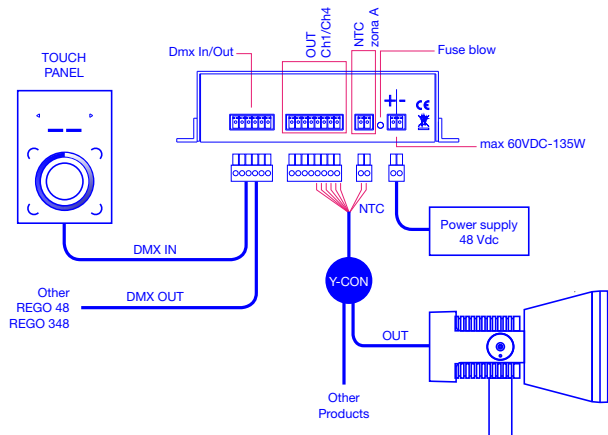 TOUCH
PANEL
Dmx In/Out
OUT
Ch1/Ch4
NTC
zona A
Fuse blow
+-
CE
max 60VDC-135W
NTC
Power supply
48 Vdc
DMX IN
Other
REGO 48
REGO 348
DMX OUT
Y-CON
OUT
Other
Products